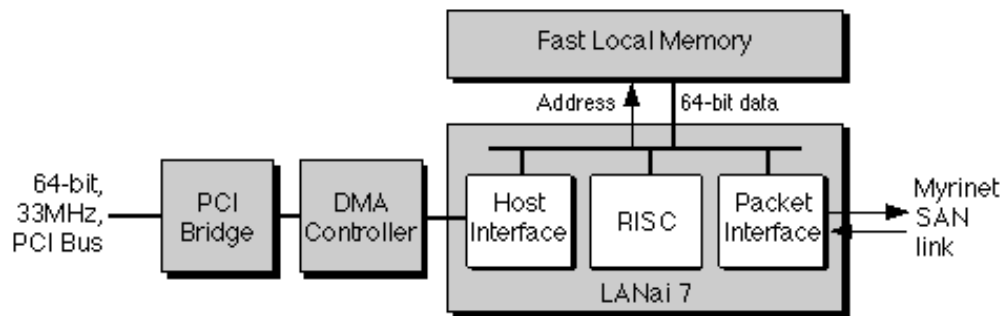 Fast Local Memory
Address
64-bit data
64-bit,
33MHz,
PCI Bus
PCI
Bridge
DMA
Controller
Host
Interface
RISC
Packet
Interface
Myrinet
SAN
link
LANai 7